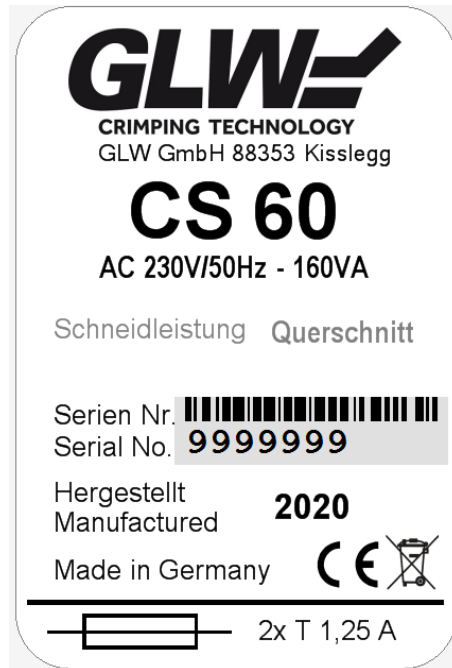 GLW
CRIMPING TECHNOLOGY
GLW GmbH 88353 Kisslegg
CS 60
AC 230V/50Hz - 160VA
Schneidleistung Querschnitt
Serien Nr.
Serial No. 9999999
Hergestellt
Manufactured 2020
Made in Germany CE
2x T 1,25 A